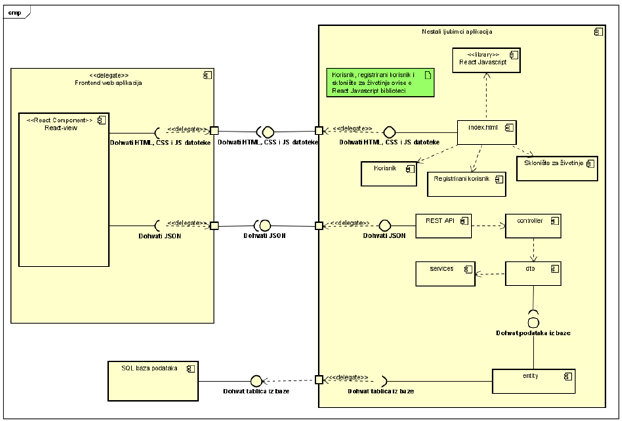 cmp
Nestali ljubimci aplikacija
<<delegate>>
Frontend web aplikacija
<<library>>
React Javascript
Korisnik, registrirani korisnik i
sklonište za životinje ovise o
React Javascript biblioteci
<<React Component>>
React-view
<<delegate>>
<<delegate>>
index.html
Dohvati HTML, CSS i JS datoteke
Dohvati HTML, CSS i JS datoteke
Dohvati HTML, CSS i JS datoteke
Korisnik
Registrirani korisnik
Sklonište za životinje
<<delegate>>
<<delegate>>
REST API
controller
Dohvati JSON
Dohvati JSON
Dohvati JSON
services
dto
Dohvat podataka iz baze
SQL baza podataka
<<delegate>>
entity
Dohvat tablica iz baze
Dohvat tablica iz baze